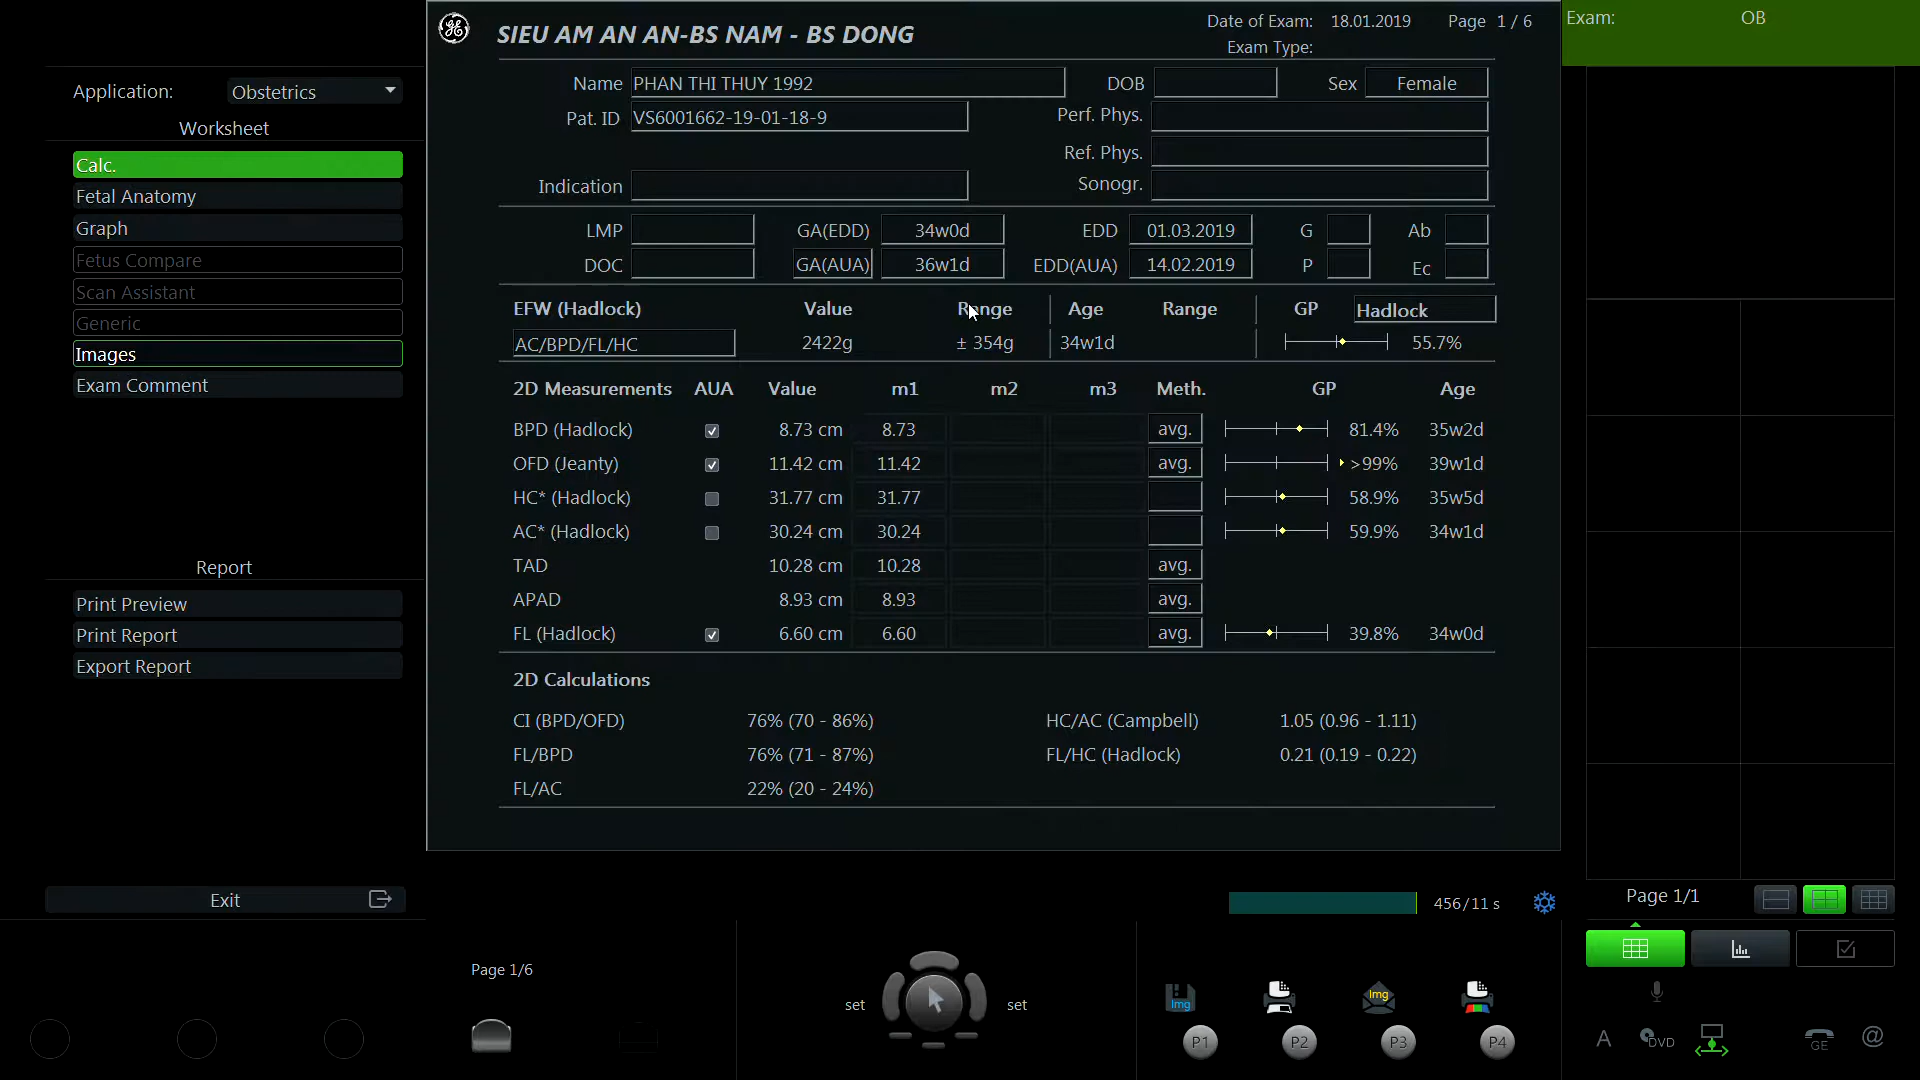 SIEU AM AN AN-BS NAM - BS DONG
Date of Exam: 18.01.2019 Page 1 / 6
Exam Type:
Exam: OB
Application: Obstetrics
Worksheet
Calc.
Fetal Anatomy
Graph
Fetus Compare
Scan Assistant
Generic
Images
Exam Comment
Report
Print Preview
Print Report
Export Report
Exit
Name PHAN THI THUY 1992 DOB Sex Female
Pat. ID VS6001662-19-01-18-9 Perf. Phys.
Ref. Phys.
Indication Sonogr.
LMP GA(EDD) 34w0d EDD 01.03.2019 G Ab
DOC GA(AUA) 36w1d EDD(AUA) 14.02.2019 P Ec
EFW (Hadlock) Value Range Age Range GP Hadlock
AC/BPD/FL/HC 2422g ± 354g 34w1d 55.7%
2D Measurements AUA Value m1 m2 m3 Meth. GP Age
BPD (Hadlock) 8.73 cm 8.73 avg. 81.4% 35w2d
OFD (Jeanty) 11.42 cm 11.42 avg. >99% 39w1d
HC* (Hadlock) 31.77 cm 31.77 58.9% 35w5d
AC* (Hadlock) 30.24 cm 30.24 59.9% 34w1d
TAD 10.28 cm 10.28 avg.
APAD 8.93 cm 8.93 avg.
FL (Hadlock) 6.60 cm 6.60 avg. 39.8% 34w0d
2D Calculations
CI (BPD/OFD) 76% (70 - 86%) HC/AC (Campbell) 1.05 (0.96 - 1.11)
FL/BPD 76% (71 - 87%) FL/HC (Hadlock) 0.21 (0.19 - 0.22)
FL/AC 22% (20 - 24%)
456/11 s
Page 1/1
Page 1/6
set set
Img Img
P1 P2 P3 P4
A DVD GE @